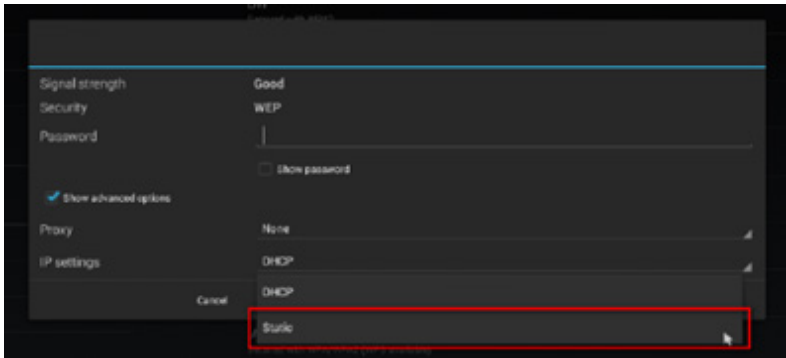 Signal strength Good
Security WEP
Password
Show password
Show advanced options
Proxy None
IP settings DHCP
DHCP
Cancel
Static